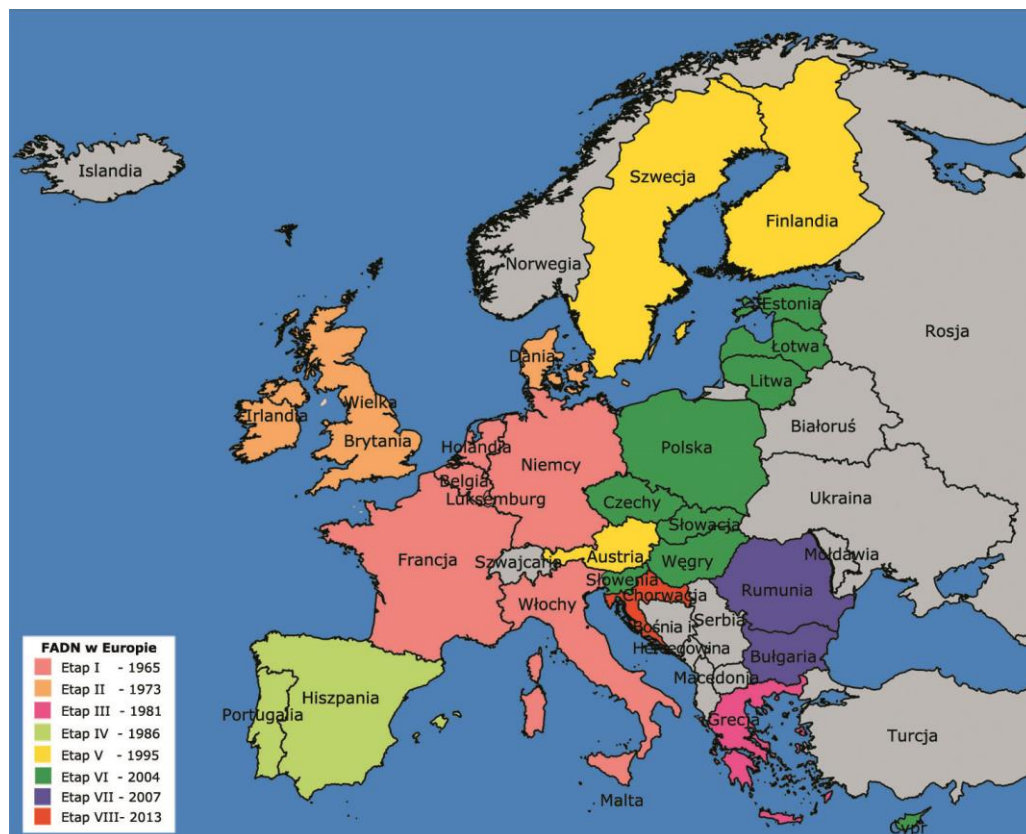 Islandia
Szwecja
Finlandia
Norwegia
Estonia
Rosja
Łotwa
Dania
Litwa
Irlandia
Wielka
Brytania
Białoruś
Holandia
Polska
Niemcy
Belgia
Luksemburg
Ukraina
Czechy
Słowacja
Francja
Szwajcaria
Austria
Węgry
Mołdawia
Słowenia
Chorwacja
Rumunia
Włochy
Serbia
Bośnia i
Hercegowina
Bułgaria
Macedonia
Hiszpania
Portugalia
Grecja
Turcja
Malta
Cypr
FADN w Europie
Etap I - 1965
Etap II - 1973
Etap III - 1981
Etap IV - 1986
Etap V - 1995
Etap VI - 2004
Etap VII - 2007
Etap VIII- 2013